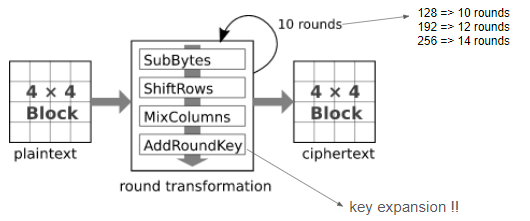 128 => 10 rounds
192 => 12 rounds
256 => 14 rounds
10 rounds
SubBytes
ShiftRows
MixColumns
AddRoundKey
4 × 4
Block
plaintext
4 × 4
Block
ciphertext
round transformation
key expansion !!